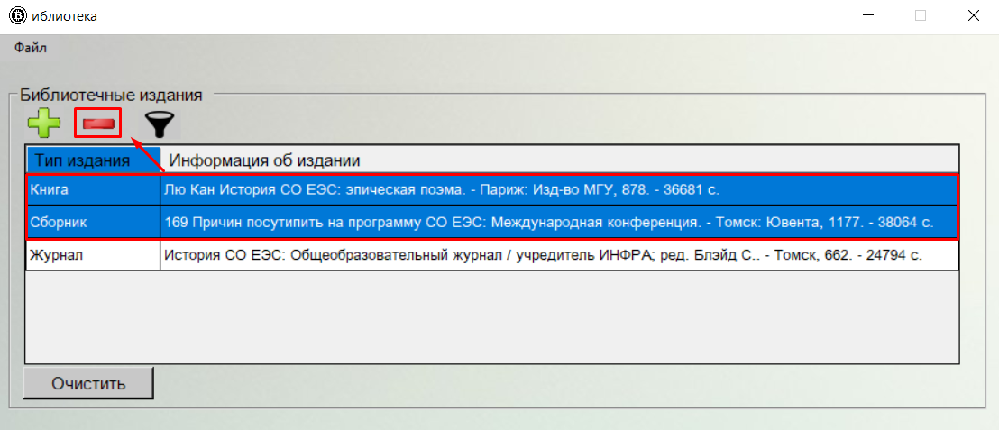 B иблиотека
Файл
Библиотечные издания
Тип издания Информация об издании
Книга Лю Кан История СО ЕЭС: эпическая поэма. - Париж: Изд-во МГУ, 878. - 36681 с.
Сборник 169 Причин посутипить на программу СО ЕЭС: Международная конференция. - Томск: Ювента, 1177. - 38064 с.
Журнал История СО ЕЭС: Общеобразовательный журнал / учредитель ИНФРА; ред. Блэйд С.. - Томск, 662. - 24794 с.
Очистить